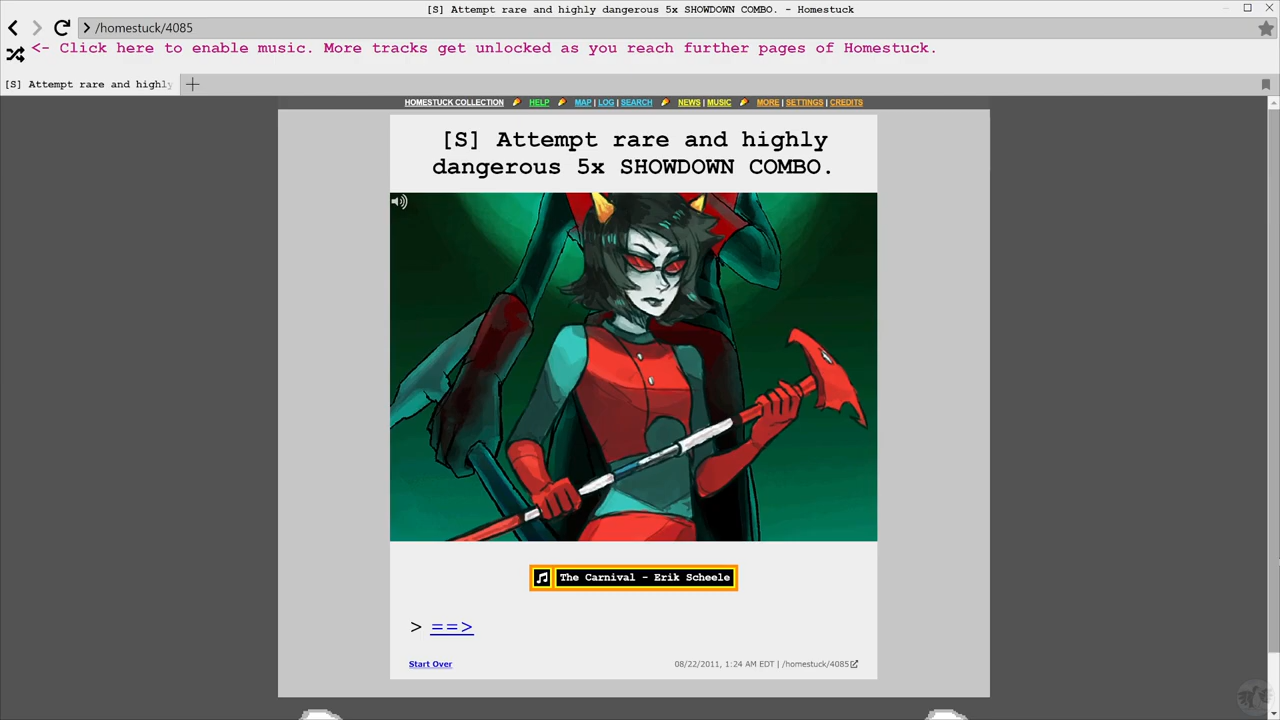 [S] Attempt rare and highly dangerous 5x SHOWDOWN COMBO. - Homestuck
/homestuck/4085
<- Click here to enable music. More tracks get unlocked as you reach further pages of Homestuck.
[S] Attempt rare and highly
HOMESTUCK COLLECTION HELP MAP | LOG | SEARCH NEWS | MUSIC MORE | SETTINGS | CREDITS
[S] Attempt rare and highly
dangerous 5x SHOWDOWN COMBO.
The Carnival - Erik Scheele
> ==>
Start Over 08/22/2011, 1:24 AM EDT | /homestuck/4085